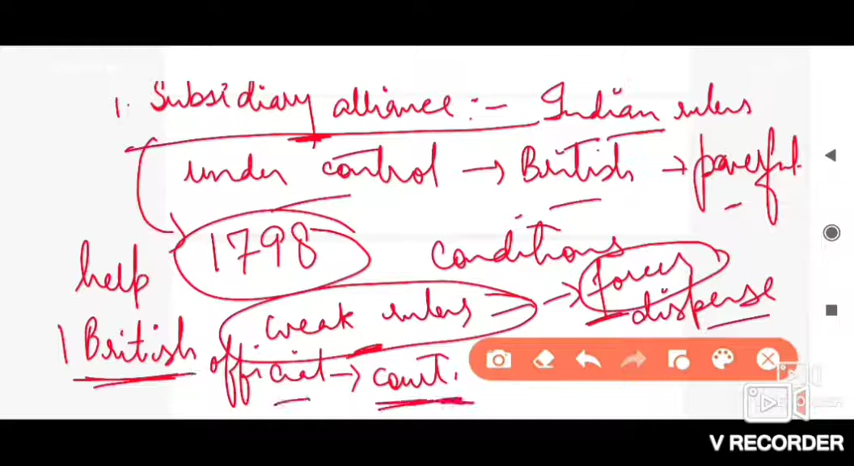 1. Subsidiary alliance :- Indian rulers
under control → British → powerful
1798 conditions
help weak rulers → forces
disperse
1 British official → court.
V RECORDER